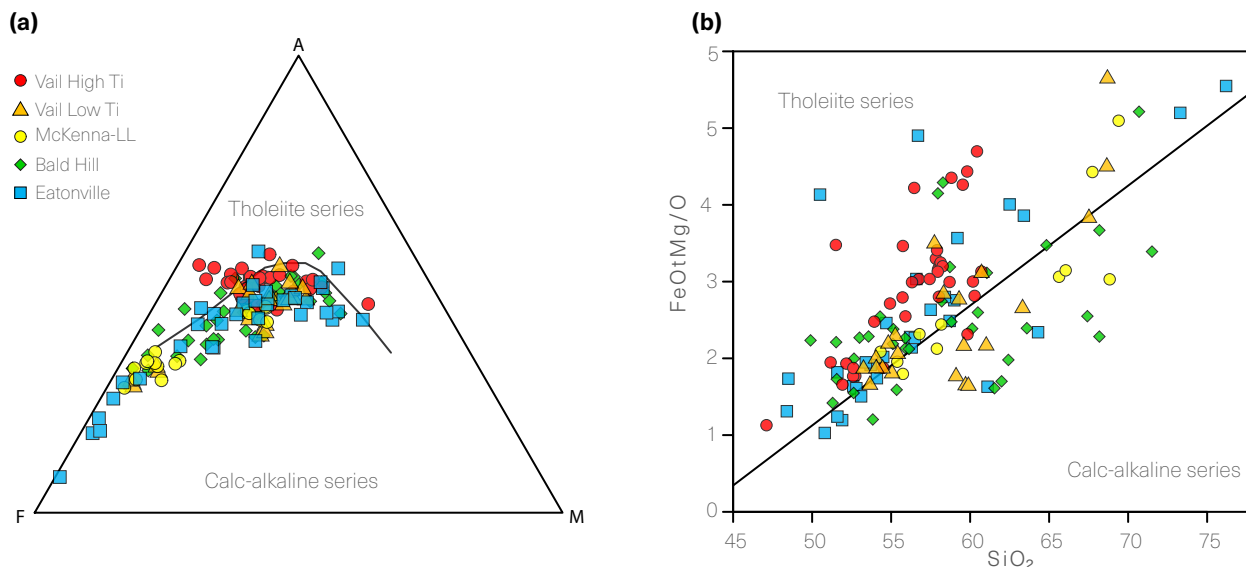 (a)
A
Vail High Ti
Vail Low Ti
McKenna-LL
Bald Hill
Eatonville
Tholeiite series
Calc-alkaline series
F
M
(b)
5
Tholeiite series
5
4
FeOtMg/O
3
2
1
Calc-alkaline series
0
45 50 55 60 65 70 75
SiO₂